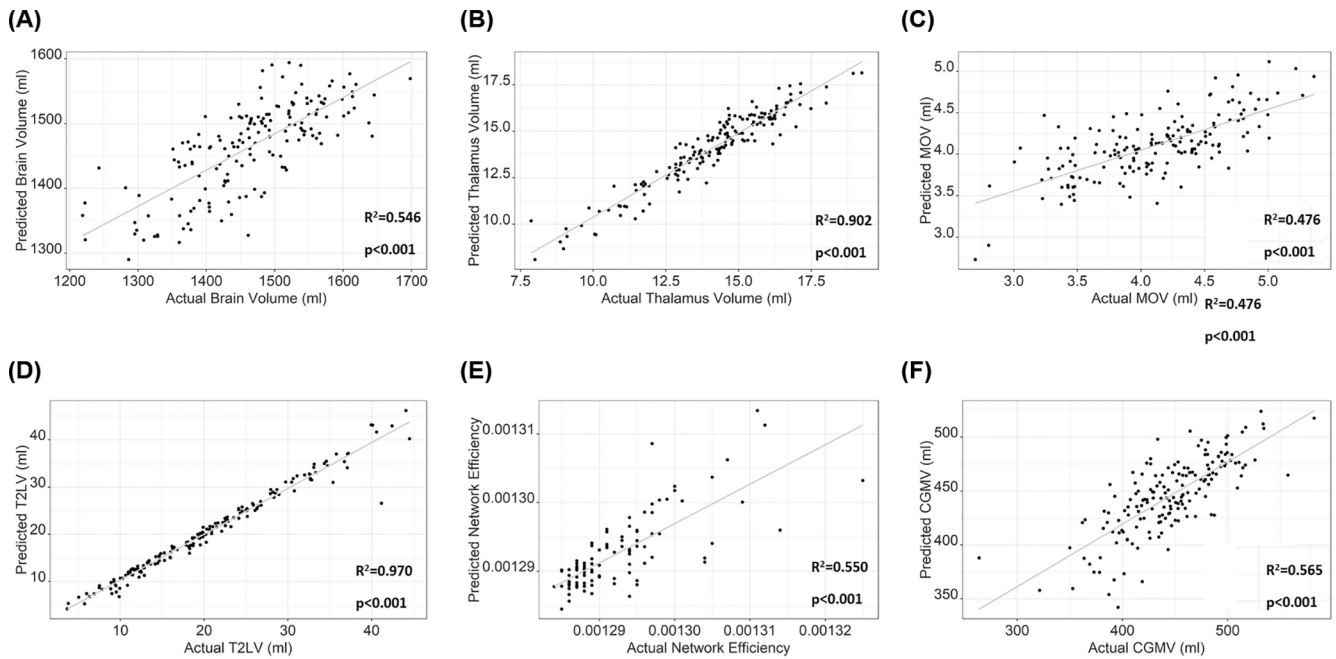 (A)
Predicted Brain Volume (ml)
1600
1500
1400
1300
R²=0.546
p<0.001
1200 1300 1400 1500 1600 1700
Actual Brain Volume (ml)
(B)
Predicted Thalamus Volume (ml)
17.5
15.0
12.5
10.0
R²=0.902
p<0.001
7.5 10.0 12.5 15.0 17.5
Actual Thalamus Volume (ml)
(C)
Predicted MOV (ml)
5.0
4.5
4.0
3.5
3.0
R²=0.476
p<0.001
3.0 3.5 4.0 4.5 5.0
Actual MOV (ml)
R²=0.476
p<0.001
(D)
Predicted T2LV (ml)
40
30
20
10
R²=0.970
p<0.001
10 20 30 40
Actual T2LV (ml)
(E)
Predicted Network Efficiency
0.00131
0.00130
0.00129
R²=0.550
p<0.001
0.00129 0.00130 0.00131 0.00132
Actual Network Efficiency
(F)
Predicted CGMV (ml)
500
450
400
350
R²=0.565
p<0.001
300 400 500
Actual CGMV (ml)